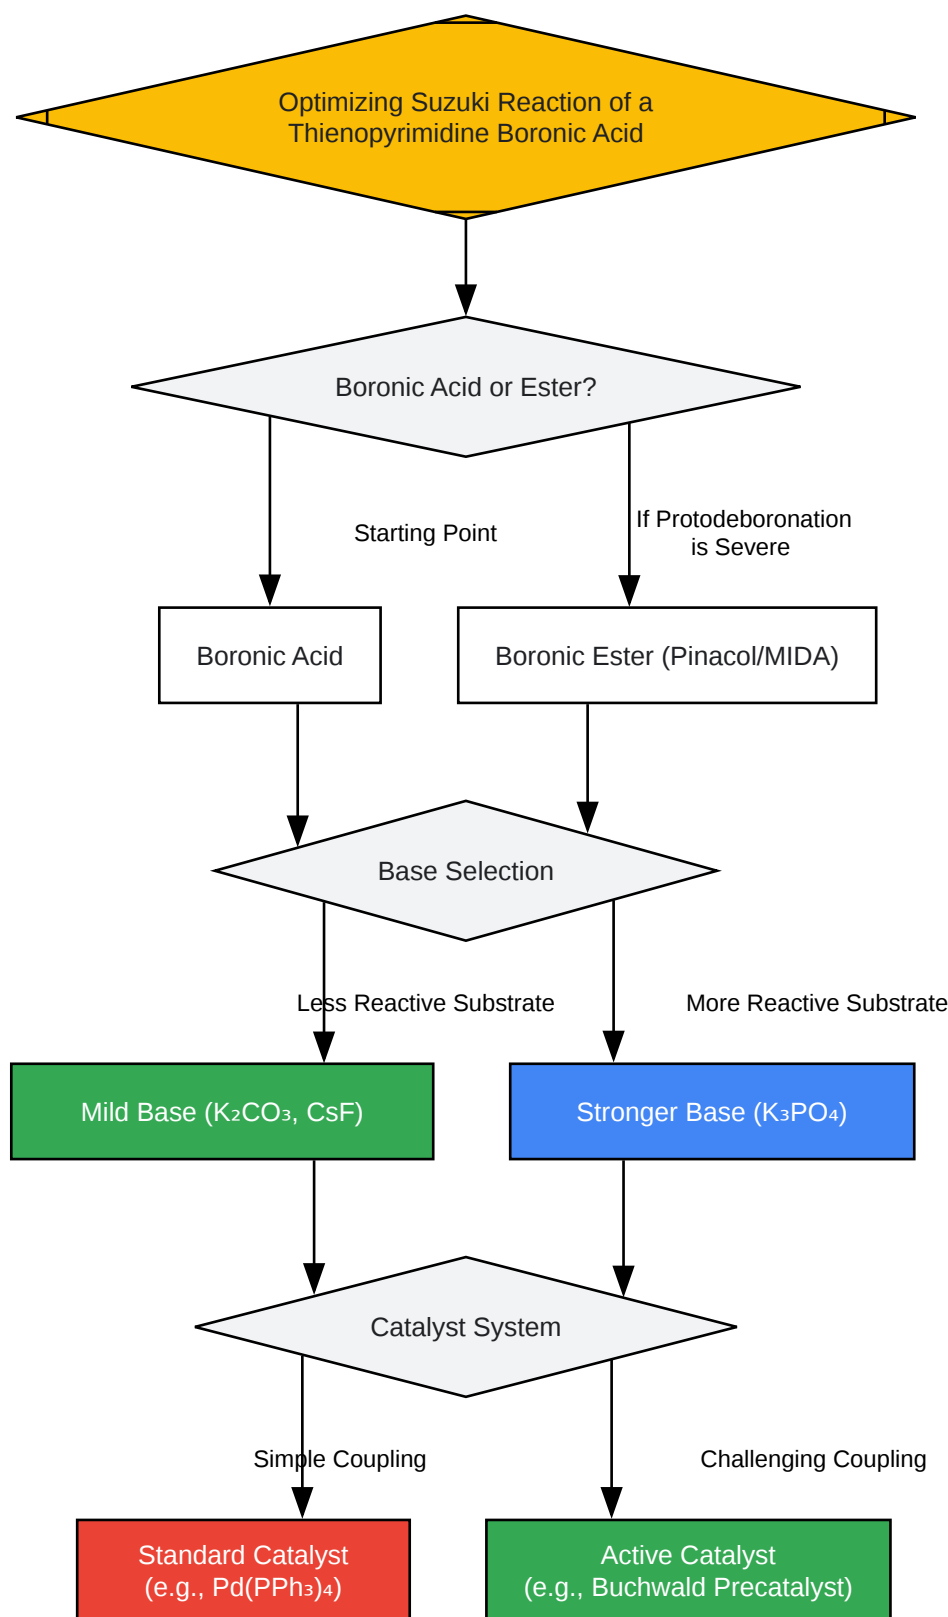 Optimizing Suzuki Reaction of a
Thienopyrimidine Boronic Acid
Boronic Acid or Ester?
Starting Point
If Protodeboronation
is Severe
Boronic Acid
Boronic Ester (Pinacol/MIDA)
Base Selection
Less Reactive Substrate
More Reactive Substrate
Mild Base (K₂CO₃, CsF)
Stronger Base (K₃PO₄)
Catalyst System
Simple Coupling
Challenging Coupling
Standard Catalyst
(e.g., Pd(PPh₃)₄)
Active Catalyst
(e.g., Buchwald Precatalyst)